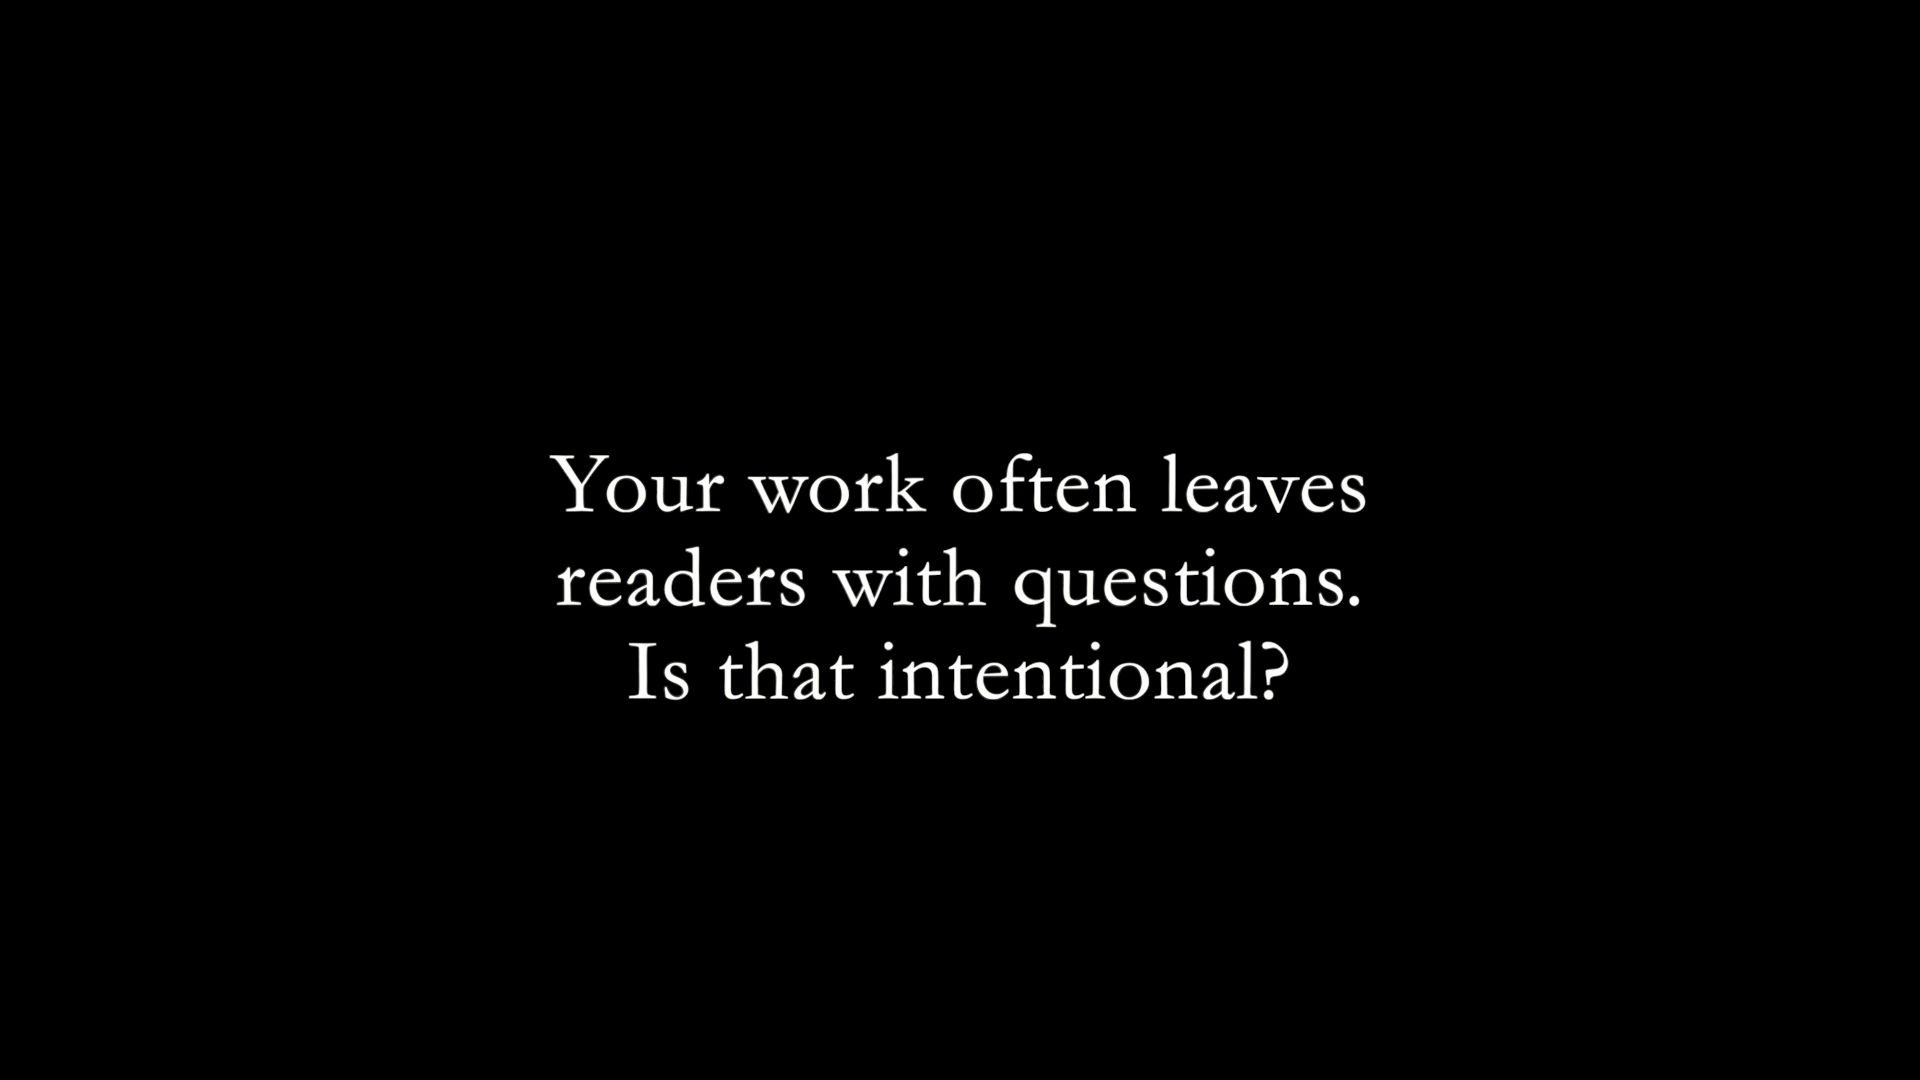 Your work often leaves
readers with questions.
Is that intentional?